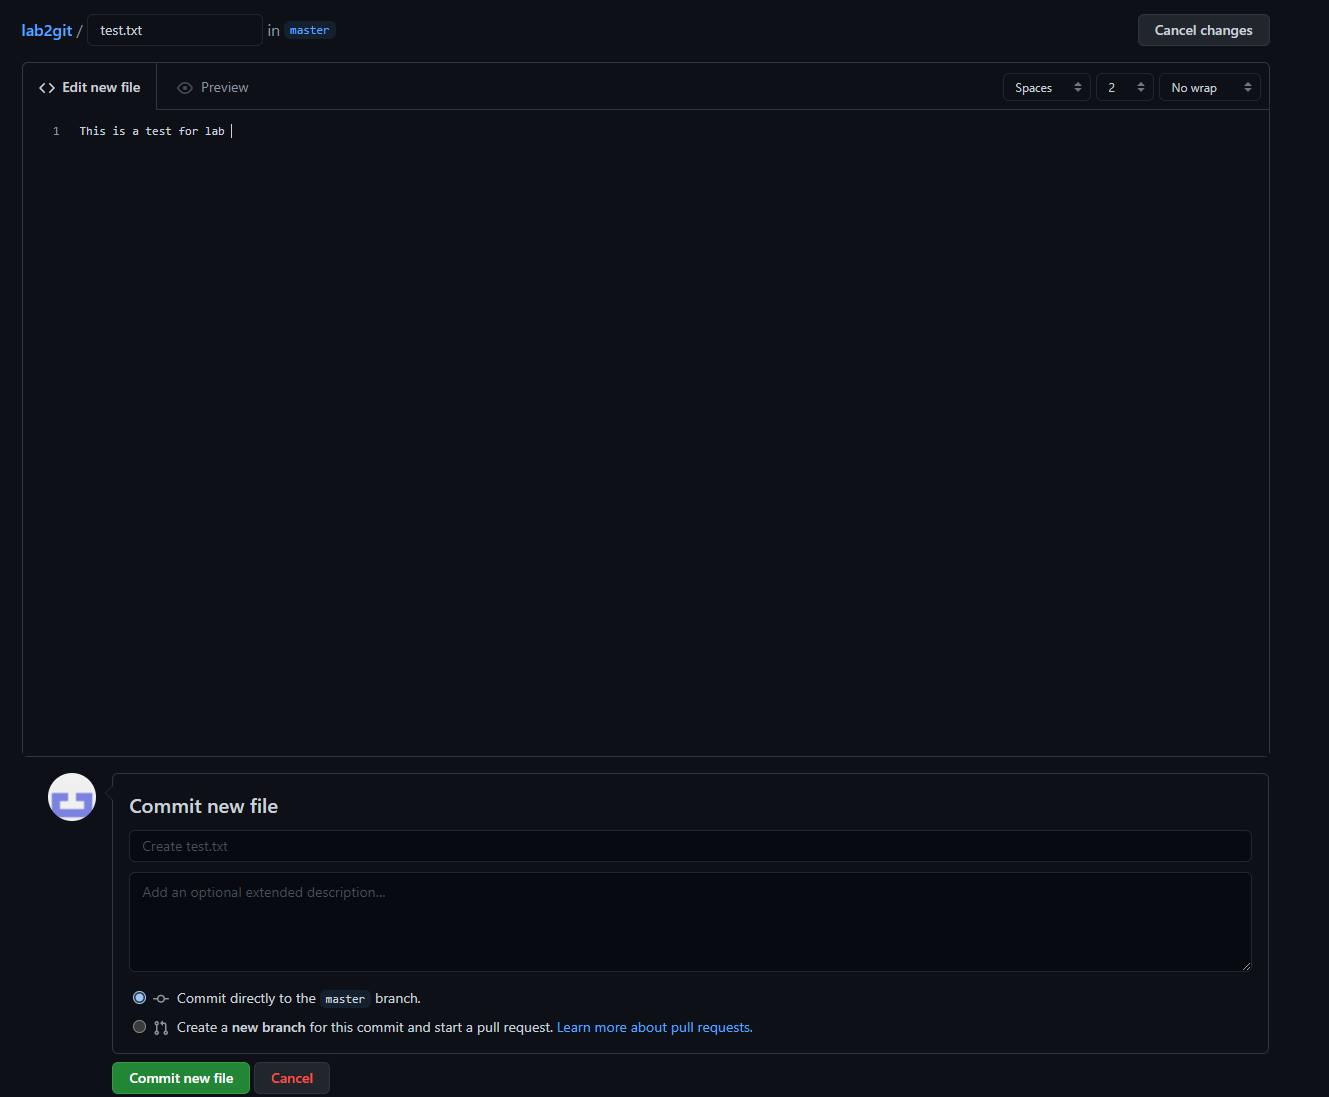 lab2git / test.txt in master Cancel changes
Edit new file Preview Spaces 2 No wrap
1 This is a test for lab
Commit new file
Create test.txt
Add an optional extended description...
Commit directly to the master branch.
Create a new branch for this commit and start a pull request. Learn more about pull requests.
Commit new file Cancel